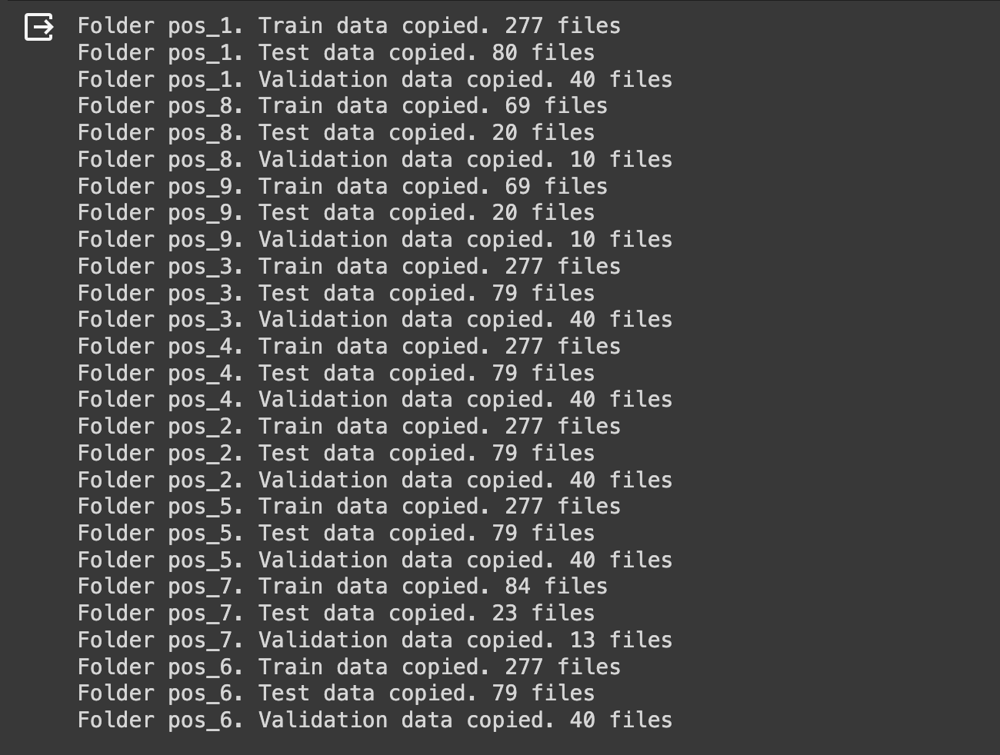 Folder pos_1. Train data copied. 277 files
Folder pos_1. Test data copied. 80 files
Folder pos_1. Validation data copied. 40 files
Folder pos_8. Train data copied. 69 files
Folder pos_8. Test data copied. 20 files
Folder pos_8. Validation data copied. 10 files
Folder pos_9. Train data copied. 69 files
Folder pos_9. Test data copied. 20 files
Folder pos_9. Validation data copied. 10 files
Folder pos_3. Train data copied. 277 files
Folder pos_3. Test data copied. 79 files
Folder pos_3. Validation data copied. 40 files
Folder pos_4. Train data copied. 277 files
Folder pos_4. Test data copied. 79 files
Folder pos_4. Validation data copied. 40 files
Folder pos_2. Train data copied. 277 files
Folder pos_2. Test data copied. 79 files
Folder pos_2. Validation data copied. 40 files
Folder pos_5. Train data copied. 277 files
Folder pos_5. Test data copied. 79 files
Folder pos_5. Validation data copied. 40 files
Folder pos_7. Train data copied. 84 files
Folder pos_7. Test data copied. 23 files
Folder pos_7. Validation data copied. 13 files
Folder pos_6. Train data copied. 277 files
Folder pos_6. Test data copied. 79 files
Folder pos_6. Validation data copied. 40 files